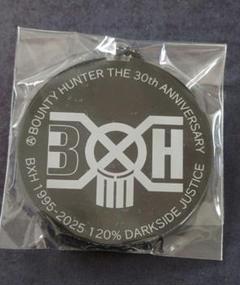 Ⓐ BOUNTY HUNTER THE 30th ANNIVERSARY
BXH
BXH 1995-2025 120% DARKSIDE JUSTICE